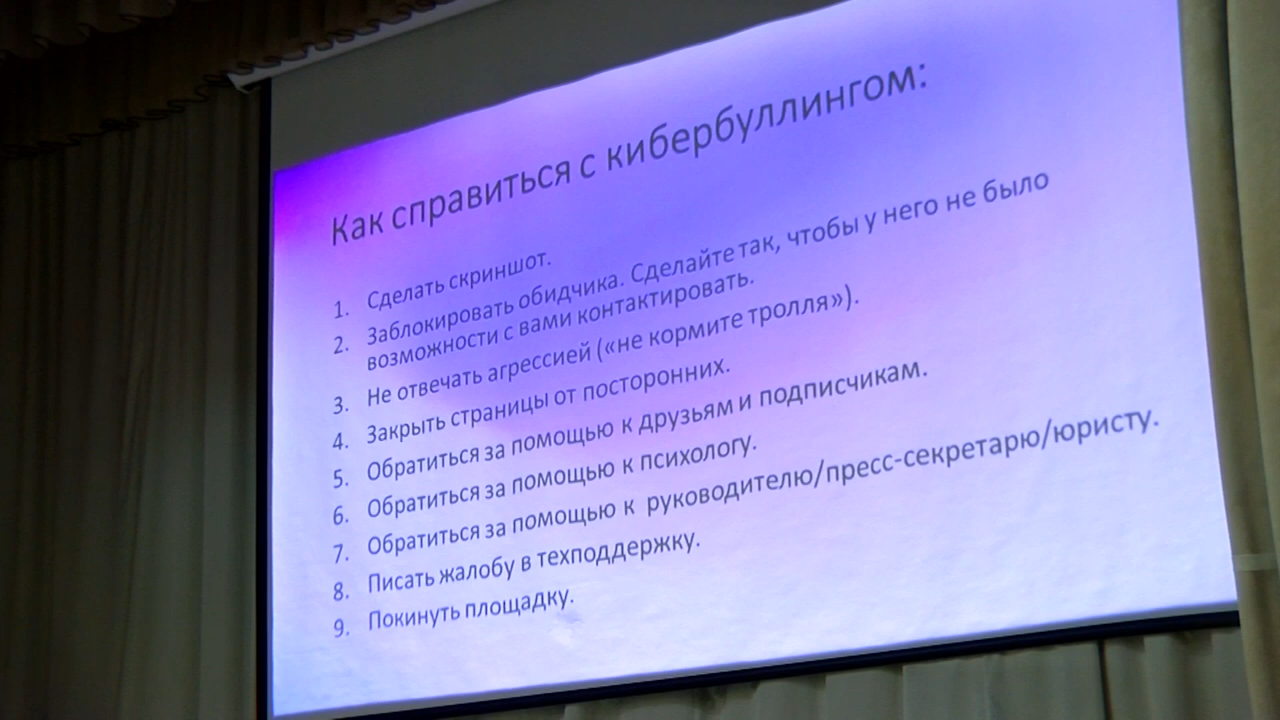 Как справиться с кибербуллингом:
1. Сделать скриншот.
2. Заблокировать обидчика. Сделайте так, чтобы у него не было
возможности с вами контактировать.
3. Не отвечать агрессией («не кормите тролля»).
4. Закрыть страницы от посторонних.
5. Обратиться за помощью к друзьям и подписчикам.
6. Обратиться за помощью к психологу.
7. Обратиться за помощью к руководителю/пресс-секретарю/юристу.
8. Писать жалобу в техподдержку.
9. Покинуть площадку.